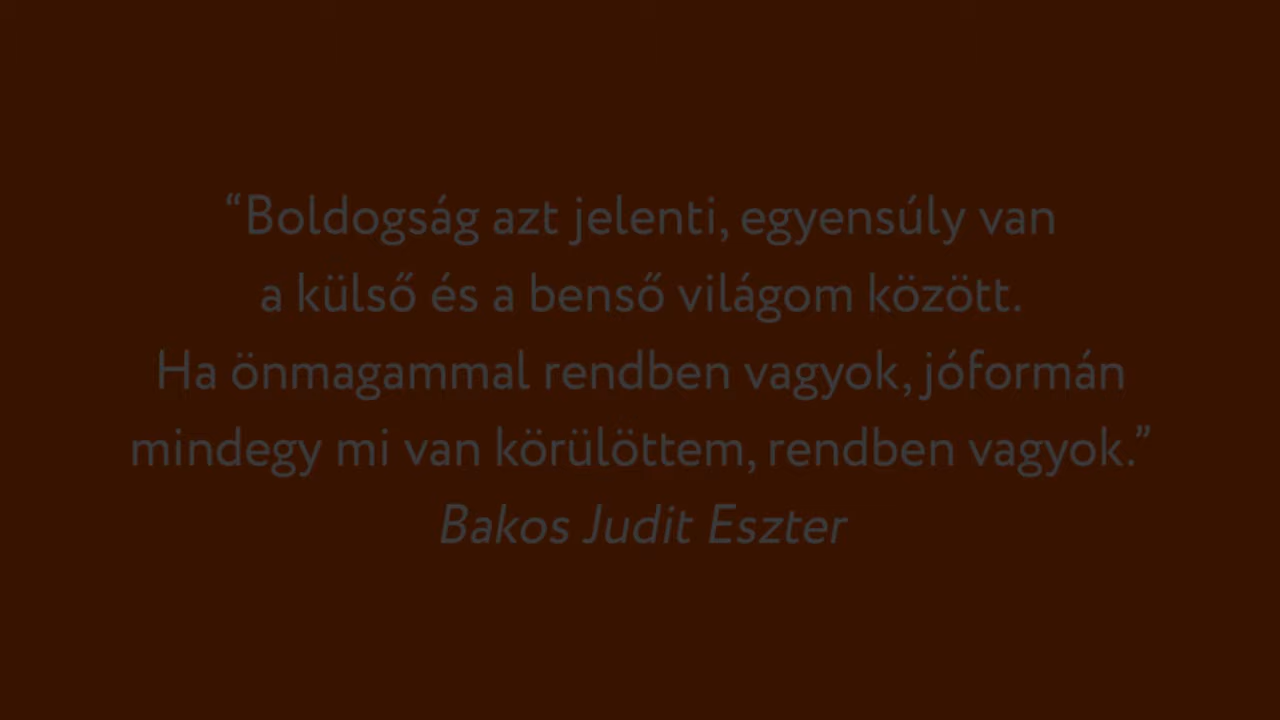 “Boldogság azt jelenti, egyensúly van
a külső és a benső világom között.
Ha önmagammal rendben vagyok, jóformán
mindegy mi van körülöttem, rendben vagyok.”
Bakos Judit Eszter